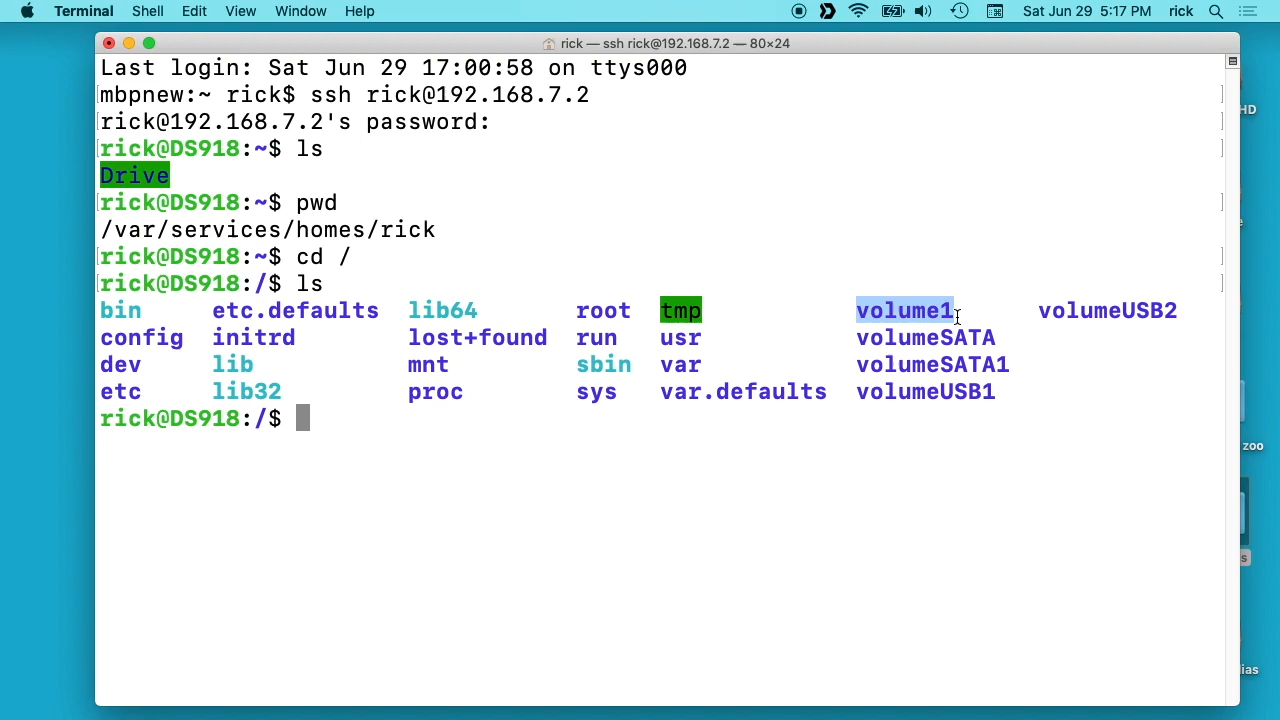 Terminal Shell Edit View Window Help Sat Jun 29 5:17 PM rick
rick — ssh rick@192.168.7.2 — 80×24
Last login: Sat Jun 29 17:00:58 on ttys000
[mbpnew:~ rick$ ssh rick@192.168.7.2 ]
[rick@192.168.7.2's password: ]
[rick@DS918:~$ ls ]
Drive
[rick@DS918:~$ pwd ]
/var/services/homes/rick
[rick@DS918:~$ cd / ]
[rick@DS918:/$ ls ]
bin etc.defaults lib64 root tmp volume1 volumeUSB2
config initrd lost+found run usr volumeSATA
dev lib mnt sbin var volumeSATA1
etc lib32 proc sys var.defaults volumeUSB1
rick@DS918:/$
HD
zoo